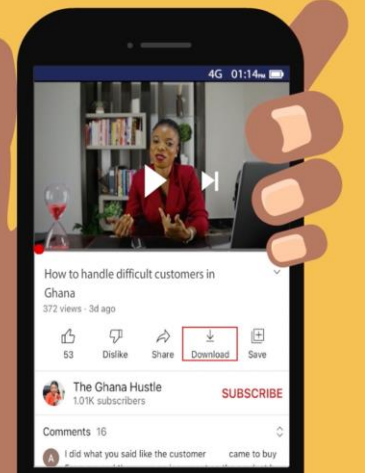 4G 01:14
How to handle difficult customers in
Ghana
372 views · 3d ago
53 Dislike Share Download Save
The Ghana Hustle
1.01K subscribers
SUBSCRIBE
Comments 16
A
I did what you said like the customer came to buy